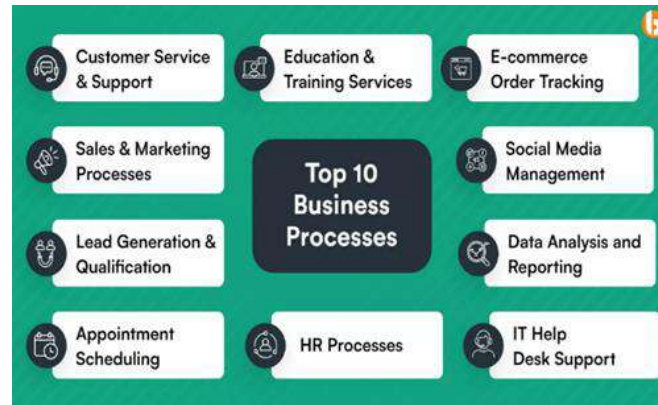 Customer Service
& Support
Education &
Training Services
E-commerce
Order Tracking
Sales & Marketing
Processes
Top 10
Business
Processes
Social Media
Management
Lead Generation &
Qualification
Data Analysis and
Reporting
Appointment
Scheduling
HR Processes
IT Help
Desk Support